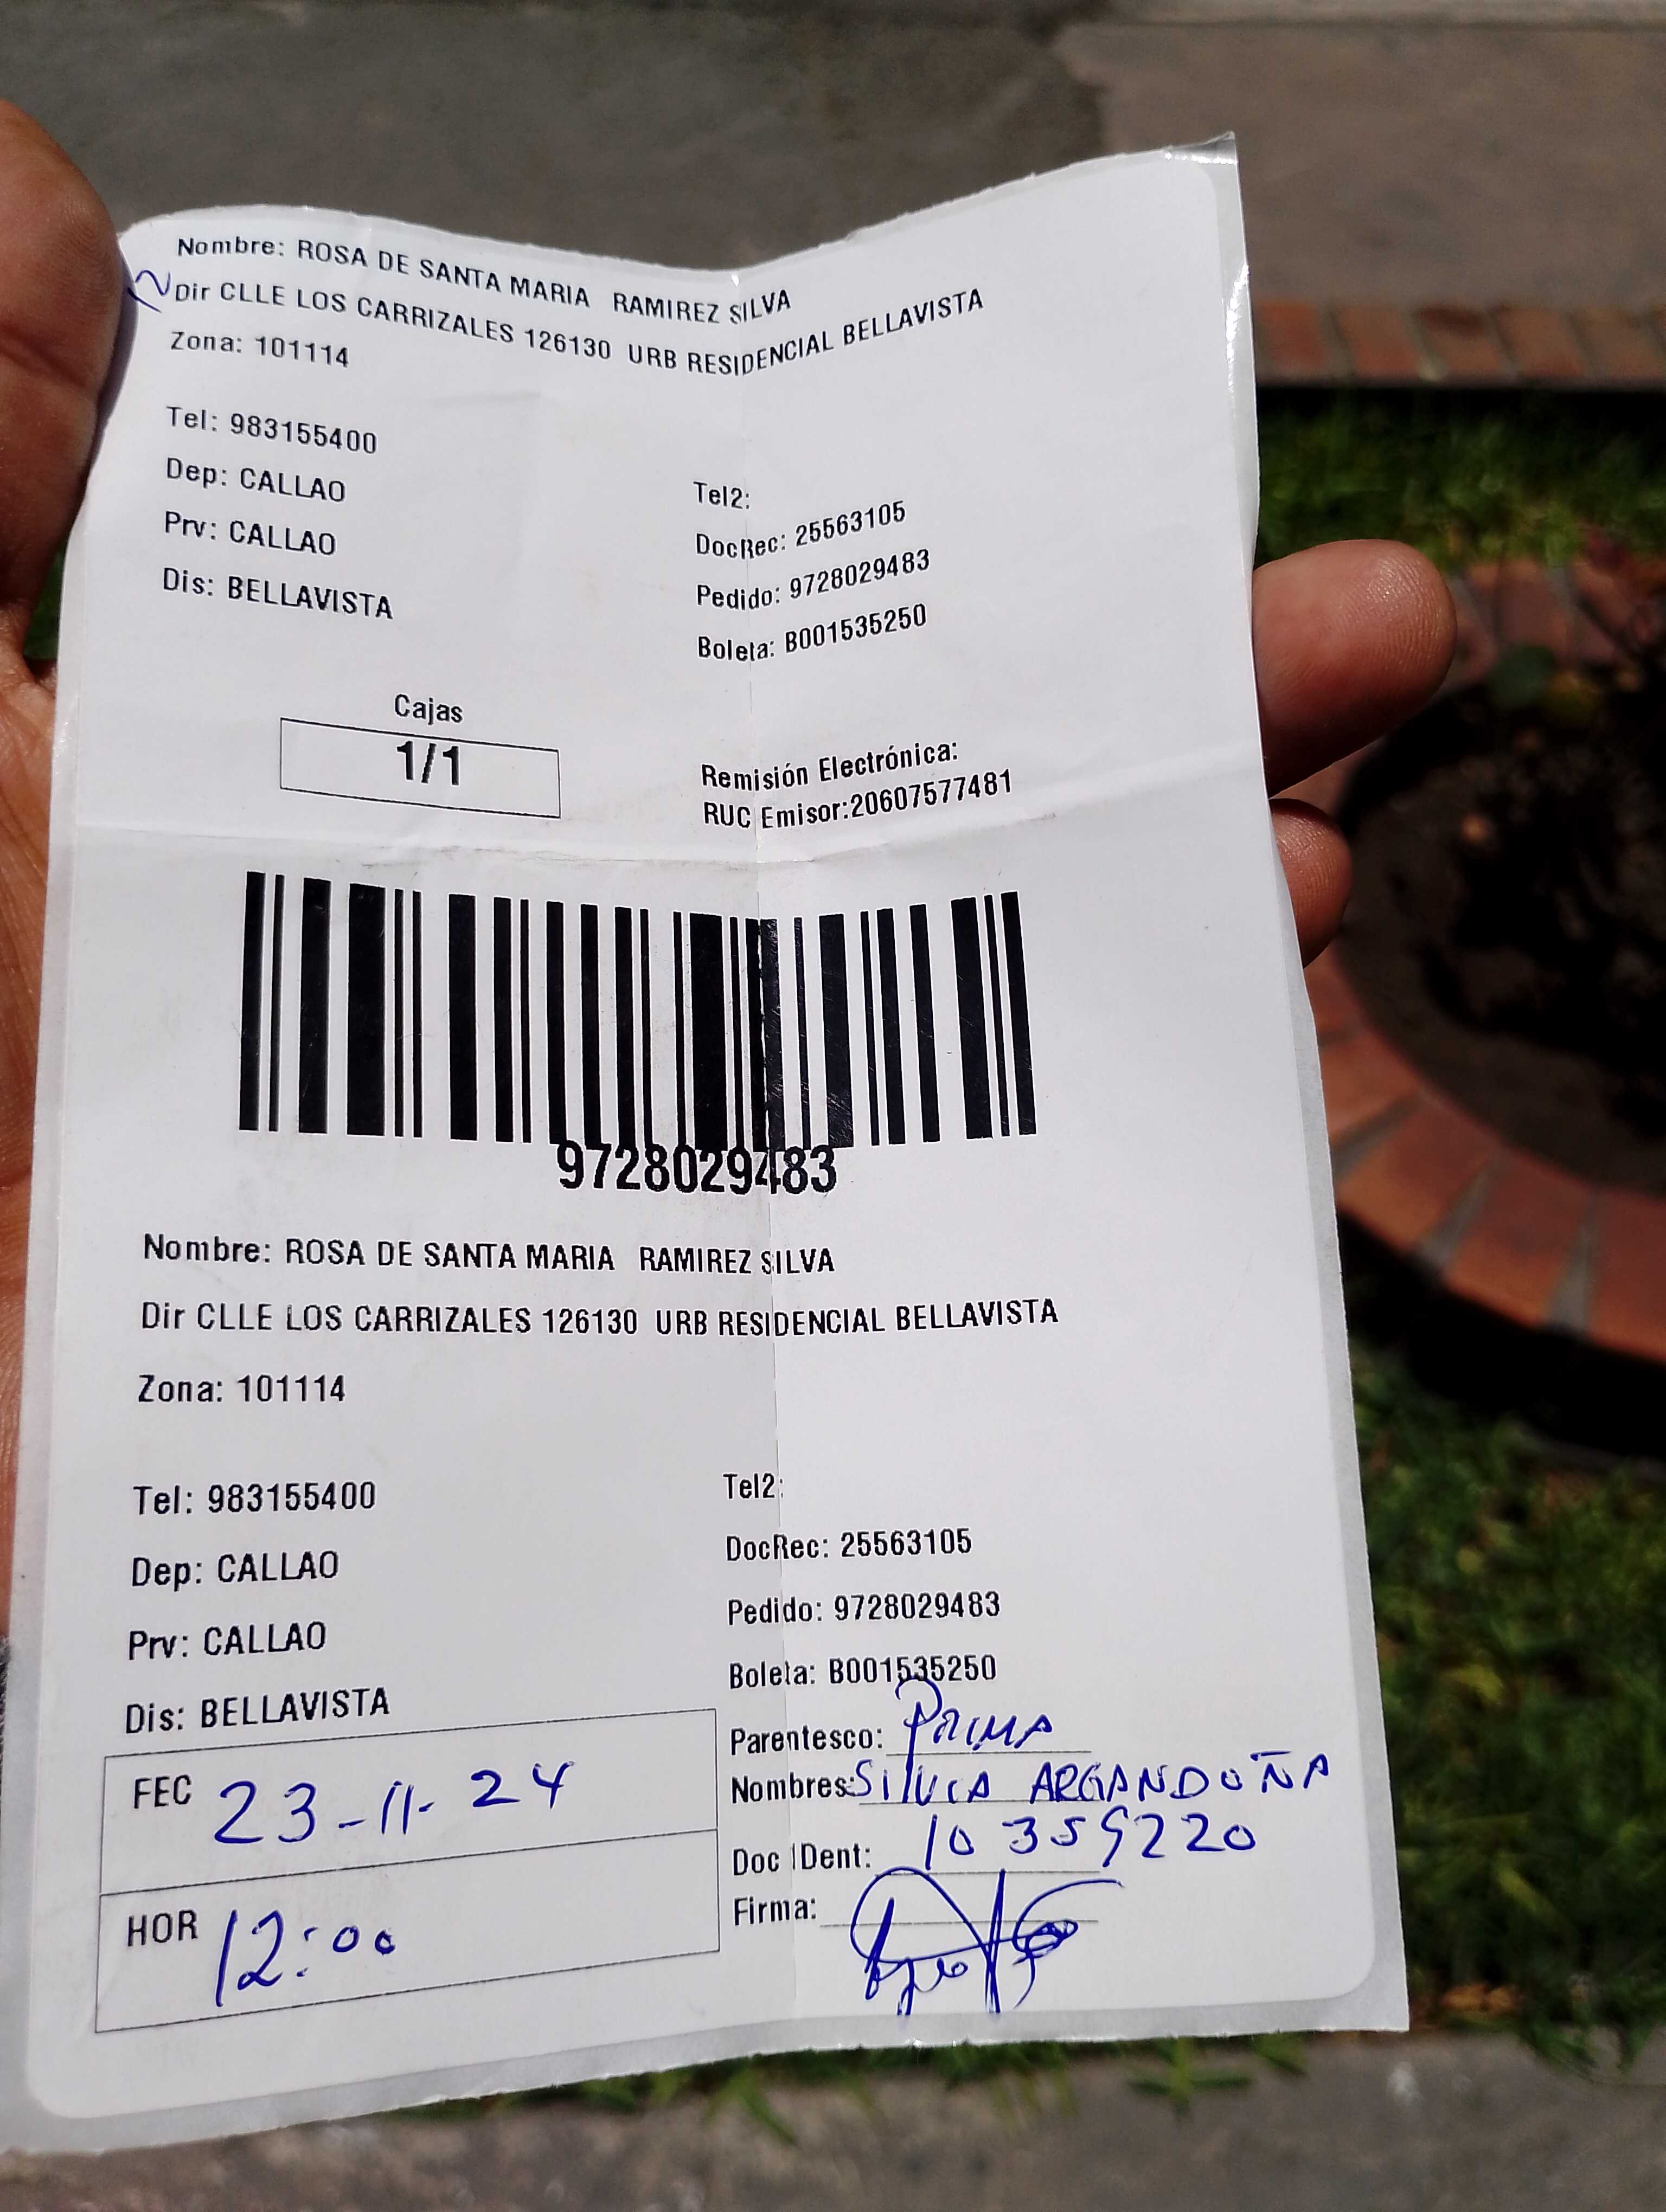 Nombre: ROSA DE SANTA MARIA RAMIREZ SILVA
Dir CLLE LOS CARRIZALES 126130 URB RESIDENCIAL BELLAVISTA
Zona: 101114
Tel: 983155400
Dep: CALLAO
Prv: CALLAO
Dis: BELLAVISTA
Tel2:
DocRec: 25563105
Pedido: 9728029483
Boleta: B001535250
Cajas
1/1
Remisión Electrónica:
RUC Emisor:20607577481
9728029483
Nombre: ROSA DE SANTA MARIA RAMIREZ SILVA
Dir CLLE LOS CARRIZALES 126130 URB RESIDENCIAL BELLAVISTA
Zona: 101114
Tel: 983155400
Dep: CALLAO
Prv: CALLAO
Dis: BELLAVISTA
Tel2:
DocRec: 25563105
Pedido: 9728029483
Boleta: B001535250
FEC 23-11-24
HOR 12:00
Parentesco: PRIMA
Nombres: SILVIA ARGANDOÑA
Doc IDent: 10359220
Firma: